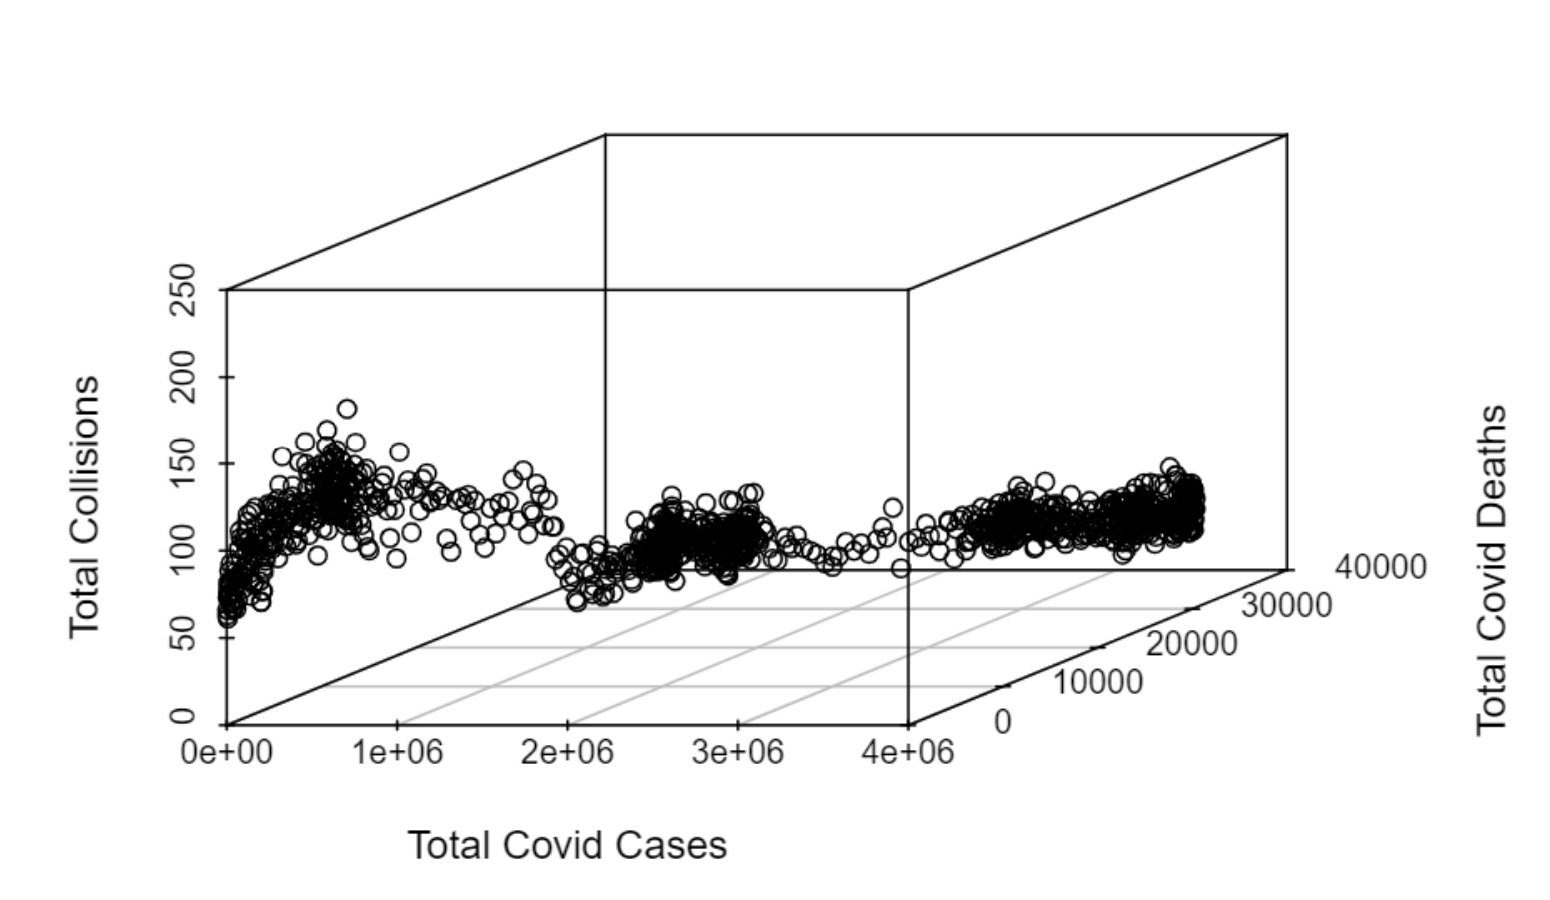 250
200
150
100
50
0
Total Collisions
0e+00 1e+06 2e+06 3e+06 4e+06
Total Covid Cases
0
10000
20000
30000
40000
Total Covid Deaths